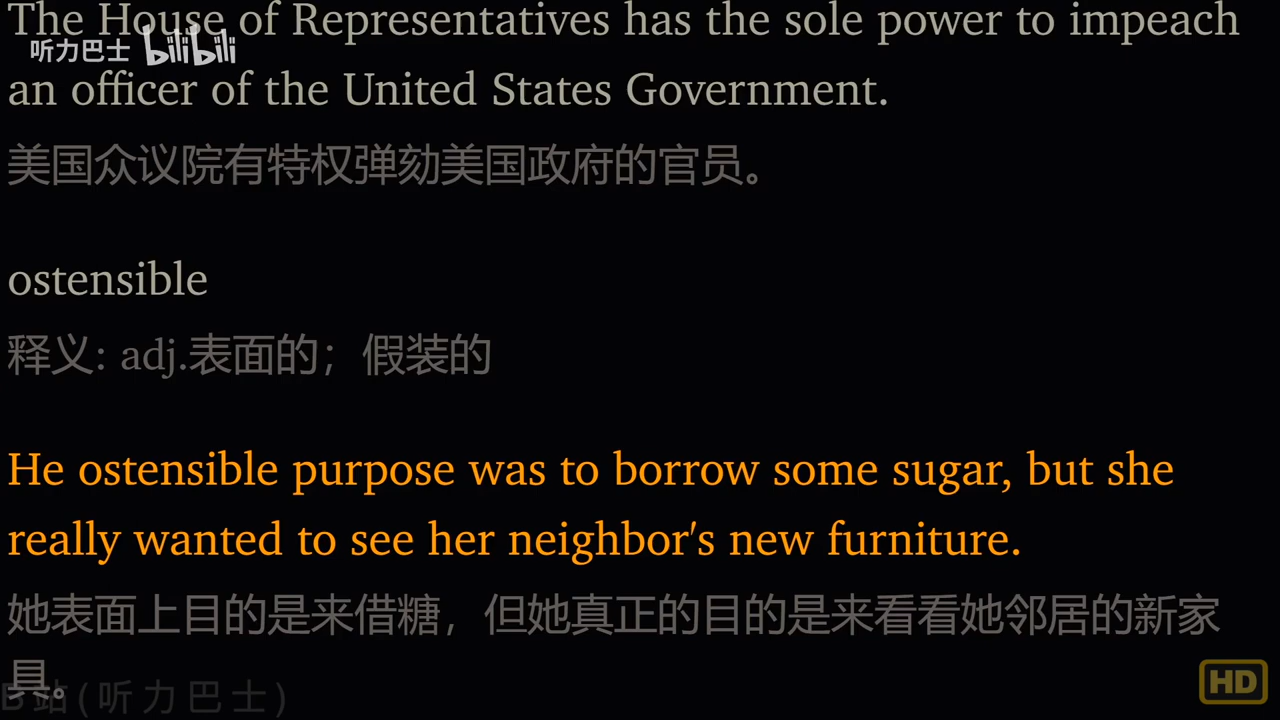 The House of Representatives has the sole power to impeach
听力巴士 bilibili
an officer of the United States Government.
美国众议院有特权弹劾美国政府的官员。
ostensible
释义: adj.表面的；假装的
He ostensible purpose was to borrow some sugar, but she
really wanted to see her neighbor's new furniture.
她表面上目的是来借糖，但她真正的目的是来看看她邻居的新家
具。
B站(听力巴士)
HD